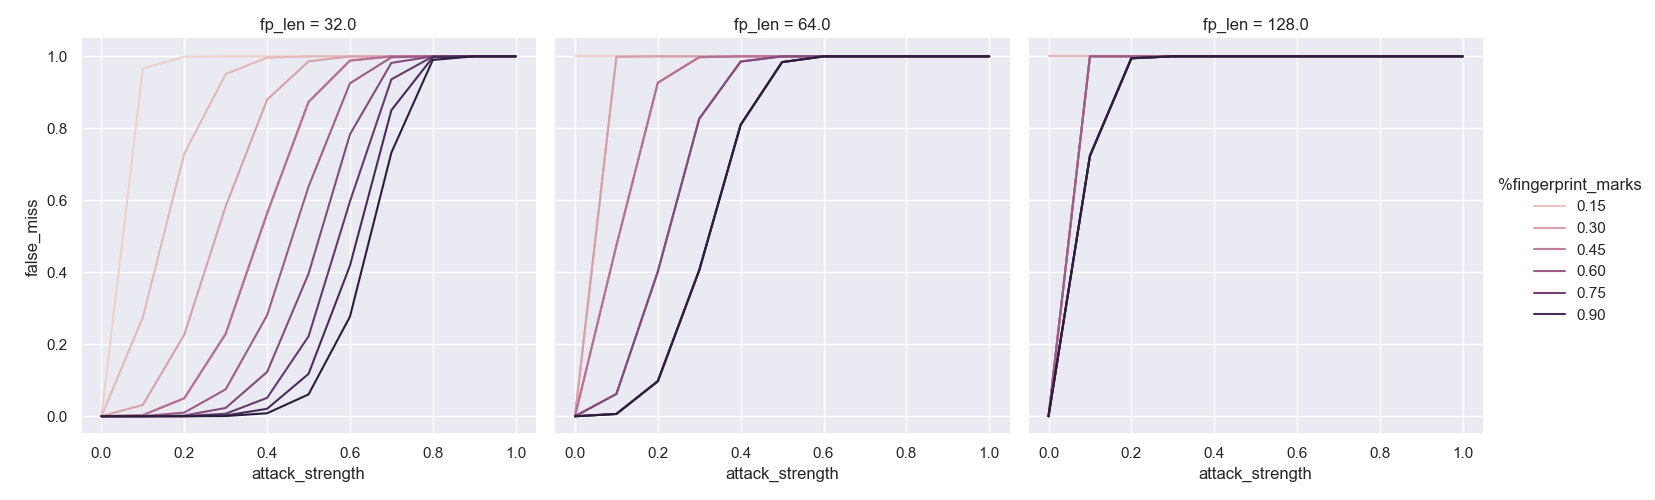 fp_len = 32.0
fp_len = 64.0
fp_len = 128.0
false_miss
1.0
0.8
0.6
0.4
0.2
0.0
0.0 0.2 0.4 0.6 0.8 1.0
attack_strength
0.0 0.2 0.4 0.6 0.8 1.0
attack_strength
0.0 0.2 0.4 0.6 0.8 1.0
attack_strength
%fingerprint_marks
0.15
0.30
0.45
0.60
0.75
0.90